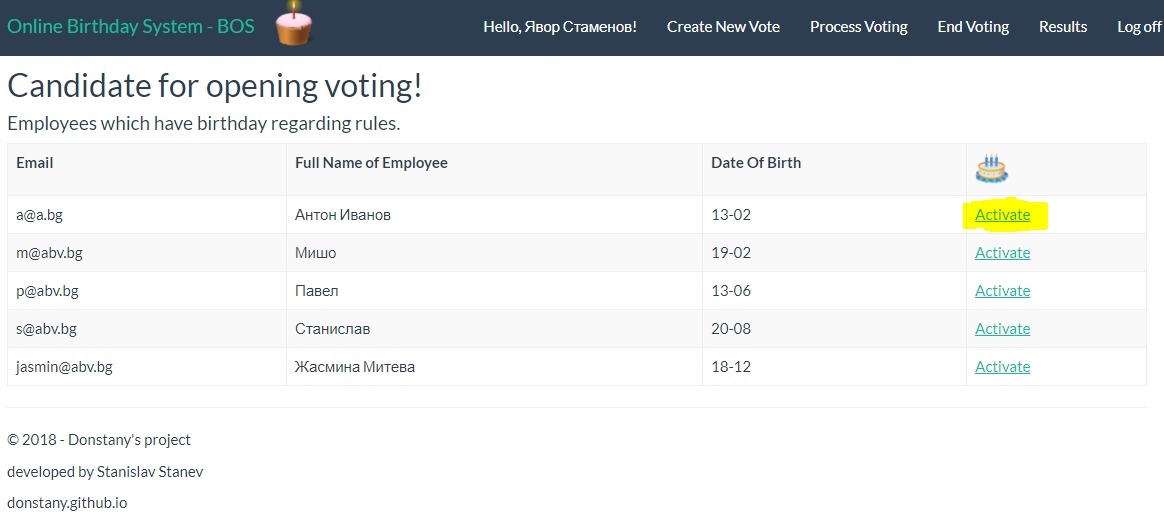 Online Birthday System - BOS Hello, Явор Стаменов! Create New Vote Process Voting End Voting Results Log off
Candidate for opening voting!
Employees which have birthday regarding rules.
Email Full Name of Employee Date Of Birth
a@a.bg Антон Иванов 13-02 Activate
m@abv.bg Мишо 19-02 Activate
p@abv.bg Павел 13-06 Activate
s@abv.bg Станислав 20-08 Activate
jasmin@abv.bg Жасмина Митева 18-12 Activate
© 2018 - Donstany's project
developed by Stanislav Stanev
donstany.github.io